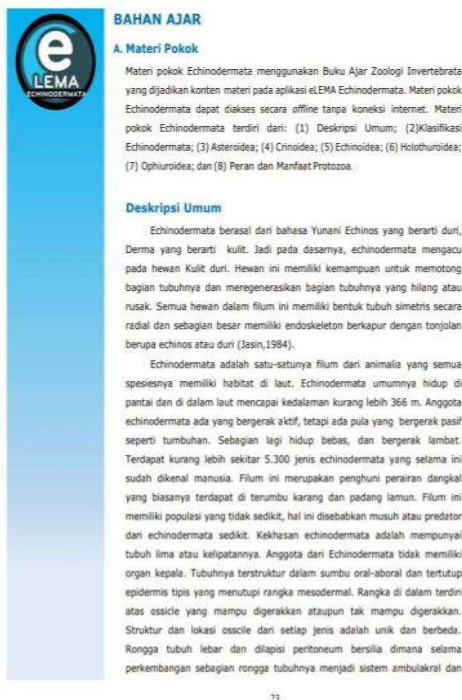 e
LEMA
ECHINODERMATA
BAHAN AJAR
A. Materi Pokok
Materi pokok Echinodermata menggunakan Buku Ajar Zoologi Invertebrata
yang dijadikan konten materi pada aplikasi eLEMA Echinodermata. Materi pokok
Echinodermata dapat diakses secara offline tanpa koneksi internet. Materi
pokok Echinodermata terdiri dari: (1) Deskripsi Umum; (2)Klasifikasi
Echinodermata; (3) Asteroidea; (4) Crinoidea; (5) Echinoidea; (6) Holothuroidea;
(7) Ophiuroidea; dan (8) Peran dan Manfaat Protozoa.
Deskripsi Umum
Echinodermata berasal dari bahasa Yunani Echinos yang berarti duri,
Derma yang berarti kulit. Jadi pada dasarnya, echinodermata mengacu
pada hewan Kulit duri. Hewan ini memiliki kemampuan untuk memotong
bagian tubuhnya dan meregenerasikan bagian tubuhnya yang hilang atau
rusak. Semua hewan dalam filum ini memiliki bentuk tubuh simetris secara
radial dan sebagian besar memiliki endoskeleton berkapur dengan tonjolan
berupa echinos atau duri (Jasin,1984).
Echinodermata adalah satu-satunya filum dari animalia yang semua
spesiesnya memiliki habitat di laut. Echinodermata umumnya hidup di
pantai dan di dalam laut mencapai kedalaman kurang lebih 366 m. Anggota
echinodermata ada yang bergerak aktif, tetapi ada pula yang bergerak pasif
seperti tumbuhan. Sebagian lagi hidup bebas, dan bergerak lambat.
Terdapat kurang lebih sekitar 5.300 jenis echinodermata yang selama ini
sudah dikenal manusia. Filum ini merupakan penghuni perairan dangkal
yang biasanya terdapat di terumbu karang dan padang lamun. Filum ini
memiliki populasi yang tidak sedikit, hal ini disebabkan musuh atau predator
dari echinodermata sedikit. Kekhasan echinodermata adalah mempunyai
tubuh lima atau kelipatannya. Anggota dari Echinodermata tidak memiliki
organ kepala. Tubuhnya terstruktur dalam sumbu oral-aboral dan tertutup
epidermis tipis yang menutupi rangka mesodermal. Rangka di dalam terdiri
atas ossicle yang mampu digerakkan ataupun tak mampu digerakkan.
Struktur dan lokasi osscile dari setiap jenis adalah unik dan berbeda.
Rongga tubuh lebar dan dilapisi peritoneum bersilia dimana selama
perkembangan sebagian rongga tubuhnya menjadi sistem ambulakral dan
73